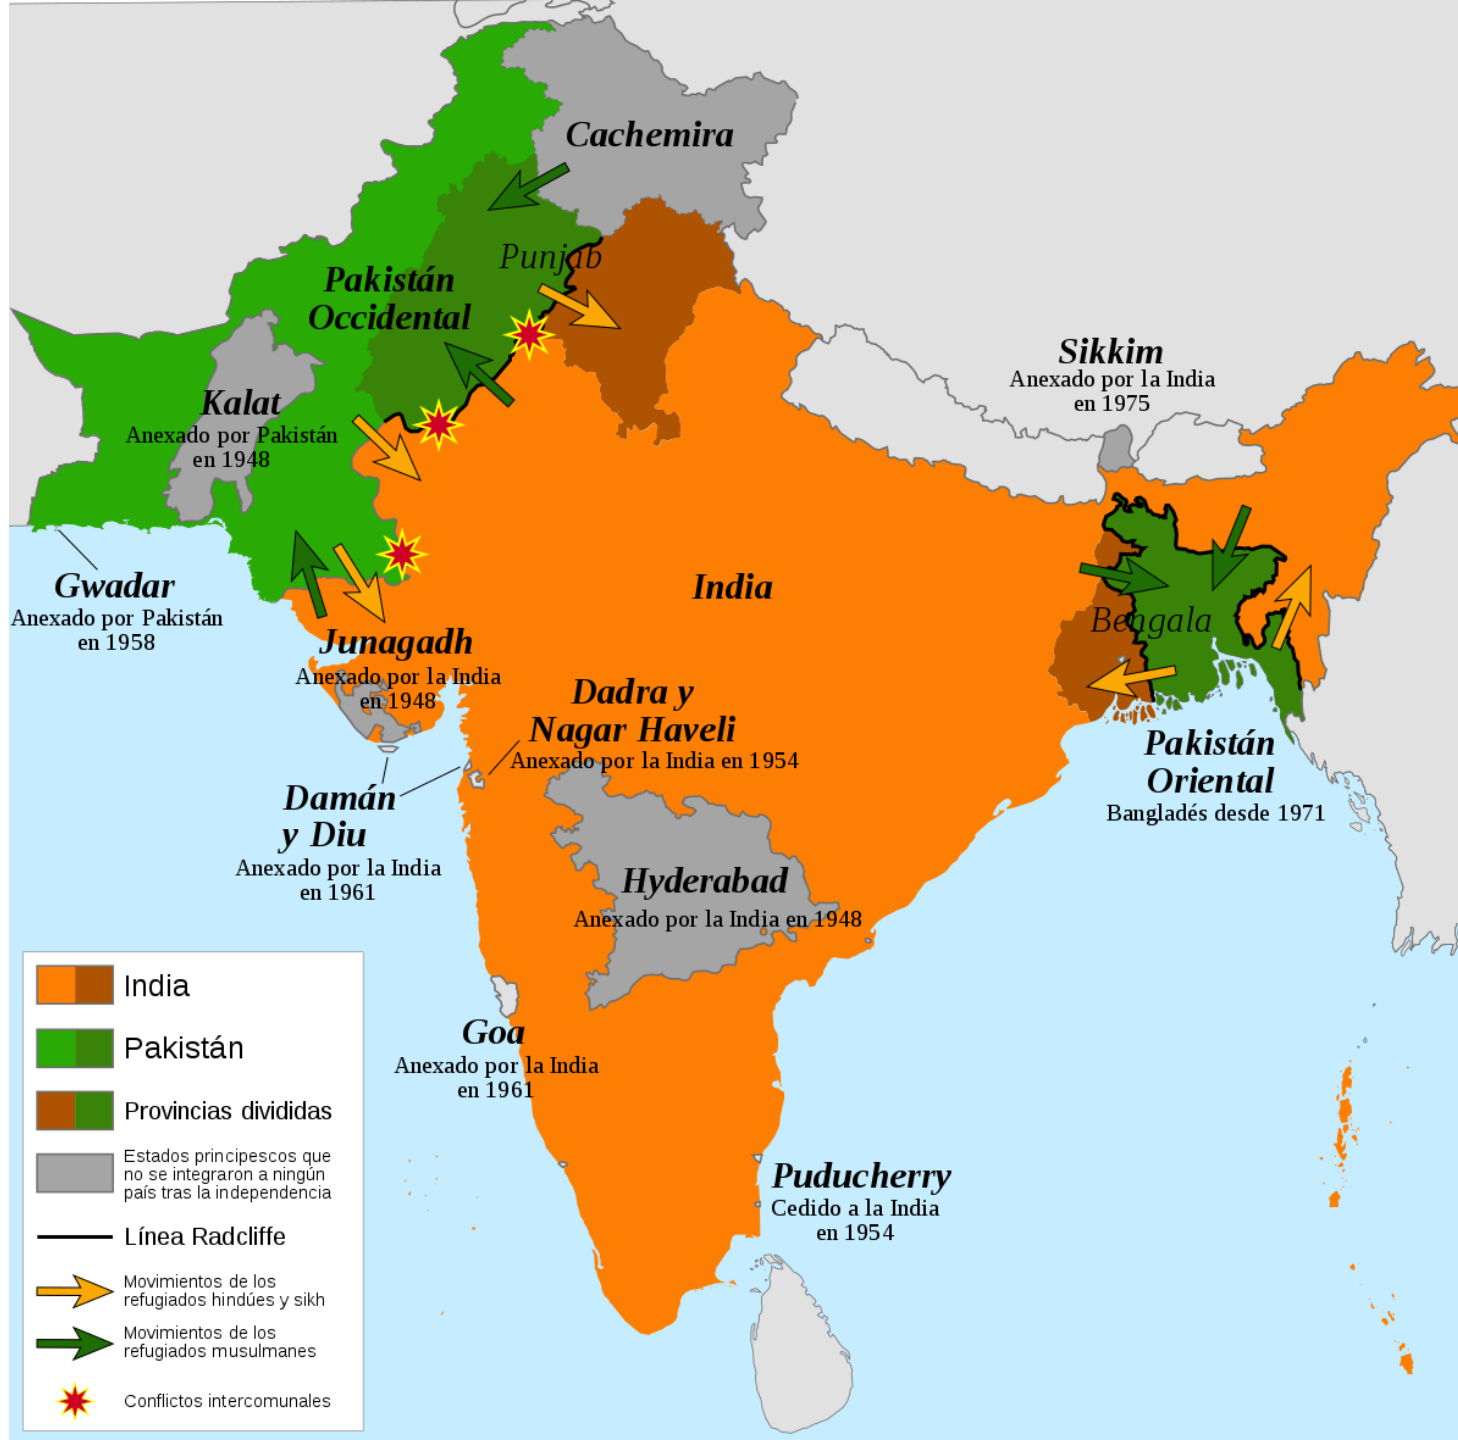 Cachemira
Punjab
Pakistán
Occidental
Sikkim
Anexado por la India
en 1975
Kalat
Anexado por Pakistán
en 1948
Gwadar
Anexado por Pakistán
en 1958
India
Bengala
Junagadh
Anexado por la India
en 1948
Dadra y
Nagar Haveli
Anexado por la India en 1954
Pakistán
Oriental
Bangladés desde 1971
Damán
y Diu
Anexado por la India
en 1961
Hyderabad
Anexado por la India en 1948
Goa
Anexado por la India
en 1961
Puducherry
Cedido a la India
en 1954
India
Pakistán
Provincias divididas
Estados principescos que
no se integraron a ningún
país tras la independencia
Línea Radcliffe
Movimientos de los
refugiados hindúes y sikh
Movimientos de los
refugiados musulmanes
Conflictos intercomunales